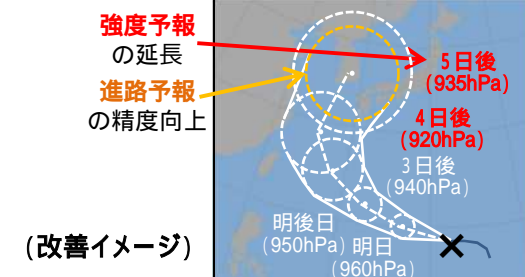 強度予報
の延長
進路予報
の精度向上
(改善イメージ)
5日後
(935hPa)
4日後
(920hPa)
3日後
(940hPa)
明後日
(950hPa)
明日
(960hPa)